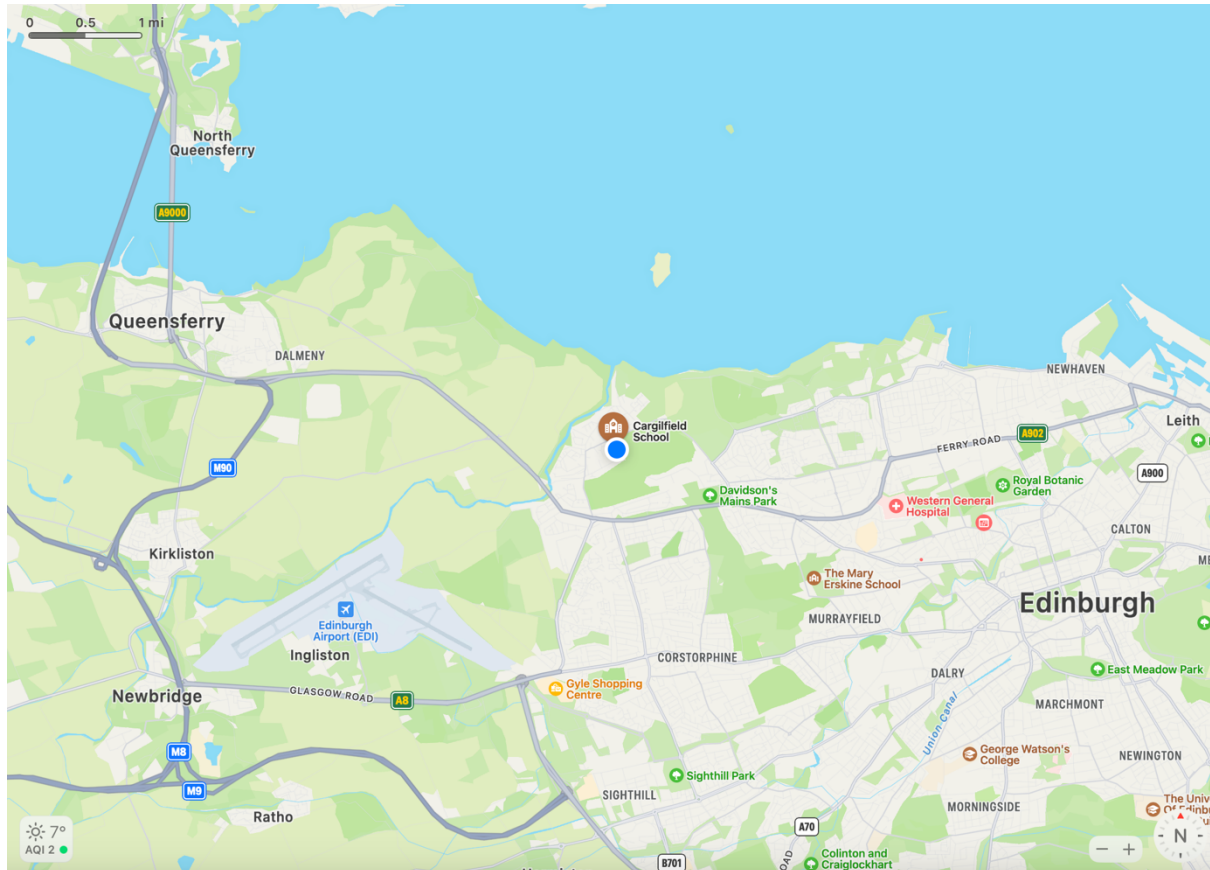 0 0.5 1 mi
North
Queensferry
A9000
Queensferry
DALMENY
NEWHAVEN
Cargilfield
School
Leith
A902
FERRY ROAD
M90
A900
Royal Botanic
Garden
Davidson's
Mains Park
Western General
Hospital
CALTON
Kirkliston
The Mary
Erskine School
Edinburgh
Edinburgh
Airport (EDI)
MURRAYFIELD
Ingliston
CORSTORPHINE
DALRY
East Meadow Park
Gyle Shopping
Centre
Newbridge
GLASGOW ROAD
A8
MARCHMONT
Union Canal
M8
George Watson's
College
NEWINGTON
Sighthill Park
M9
SIGHTHILL
MORNINGSIDE
Ratho
A70
7°
AQI 2
N
B701
Colinton and
Craiglockhart